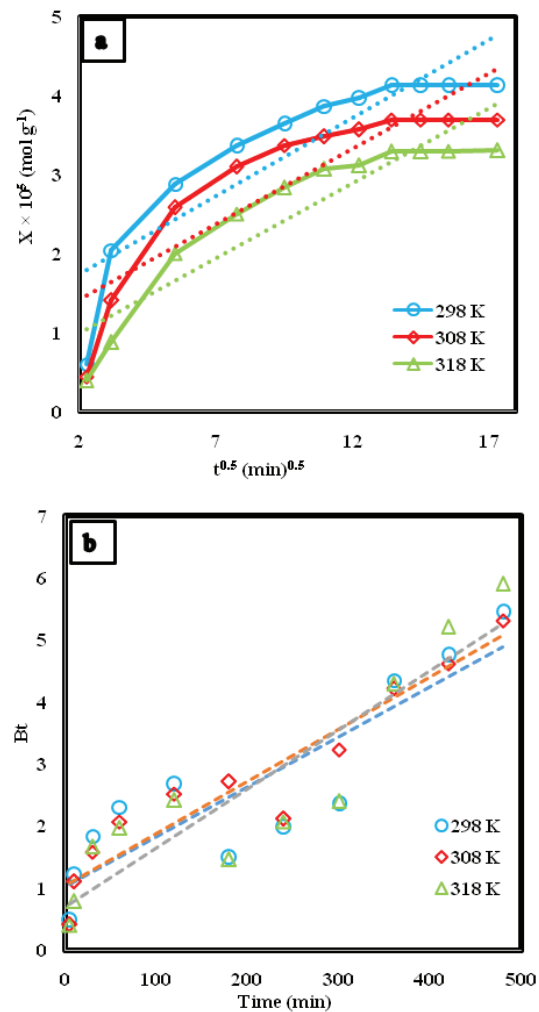 a
5
4
3
2
1
0
X × 10⁵ (mol g⁻¹)
298 K
308 K
318 K
2 7 12 17
t⁰·⁵ (min)⁰·⁵
b
7
6
5
4
3
2
1
0
Bt
298 K
308 K
318 K
0 100 200 300 400 500
Time (min)